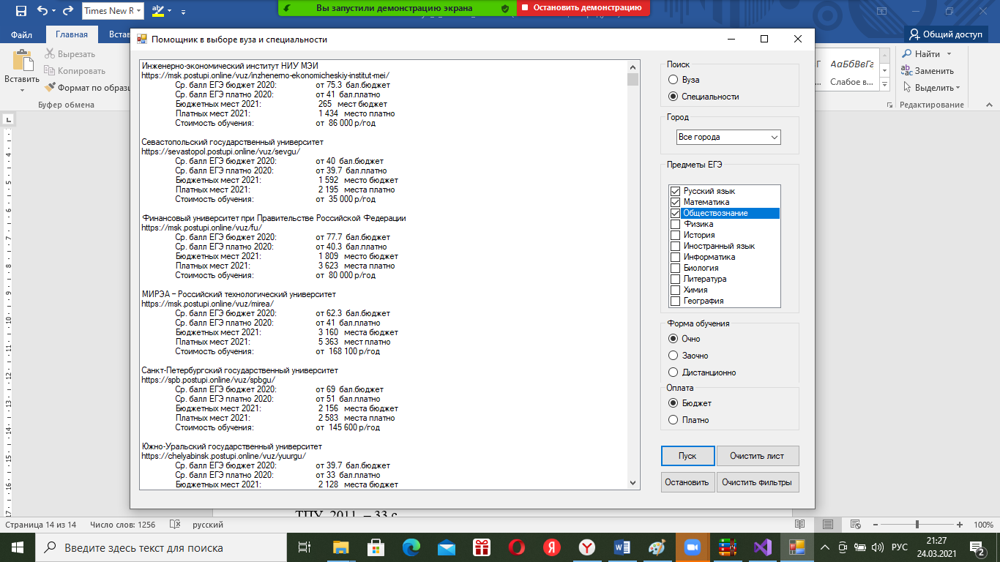 Times New R
Вы запустили демонстрацию экрана
Остановить демонстрацию
Файл
Главная
Встав
Общий доступ
Вставить
Вырезать
Копировать
Формат по образц
Буфер обмена
АаБбВвГг
Слабое в...
Найти
Заменить
Выделить
Редактирование
Помощник в выборе вуза и специальности
Инженерно-экономический институт НИУ МЭИ
https://msk.postupi.online/vuz/inzhenerno-ekonomicheskiy-institut-mei/
Ср. балл ЕГЭ бюджет 2020: от 75.3 бал.бюджет
Ср. балл ЕГЭ платно 2020: от 41 бал.платно
Бюджетных мест 2021: 265 мест бюджет
Платных мест 2021: 1 434 место платно
Стоимость обучения: от 86 000 р/год
Севастопольский государственный университет
https://sevastopol.postupi.online/vuz/sevgu/
Ср. балл ЕГЭ бюджет 2020: от 40 бал.бюджет
Ср. балл ЕГЭ платно 2020: от 39.7 бал.платно
Бюджетных мест 2021: 1 592 место бюджет
Платных мест 2021: 2 195 места платно
Стоимость обучения: от 35 000 р/год
Финансовый университет при Правительстве Российской Федерации
https://msk.postupi.online/vuz/fu/
Ср. балл ЕГЭ бюджет 2020: от 77.7 бал.бюджет
Ср. балл ЕГЭ платно 2020: от 40.3 бал.платно
Бюджетных мест 2021: 1 809 место бюджет
Платных мест 2021: 3 623 места платно
Стоимость обучения: от 80 000 р/год
МИРЭА – Российский технологический университет
https://msk.postupi.online/vuz/mirea/
Ср. балл ЕГЭ бюджет 2020: от 62.3 бал.бюджет
Ср. балл ЕГЭ платно 2020: от 41 бал.платно
Бюджетных мест 2021: 3 160 места бюджет
Платных мест 2021: 5 363 мест платно
Стоимость обучения: от 168 100 р/год
Санкт-Петербургский государственный университет
https://spb.postupi.online/vuz/spbgu/
Ср. балл ЕГЭ бюджет 2020: от 69 бал.бюджет
Ср. балл ЕГЭ платно 2020: от 51 бал.платно
Бюджетных мест 2021: 2 156 места бюджет
Платных мест 2021: 2 583 места платно
Стоимость обучения: от 145 600 р/год
Южно-Уральский государственный университет
https://chelyabinsk.postupi.online/vuz/yuurgu/
Ср. балл ЕГЭ бюджет 2020: от 39.7 бал.бюджет
Ср. балл ЕГЭ платно 2020: от 33 бал.платно
Бюджетных мест 2021: 2 128 места бюджет
Поиск
Вуза
Специальности
Город
Все города
Предметы ЕГЭ
Русский язык
Математика
Обществознание
Физика
История
Иностранный язык
Информатика
Биология
Литература
Химия
География
Форма обучения
Очно
Заочно
Дистанционно
Оплата
Бюджет
Платно
Пуск
Очистить лист
Остановить
Очистить фильтры
ТПУ, 2011. – 33 с.
Страница 14 из 14
Число слов: 1256
русский
100%
Введите здесь текст для поиска
РУС
21:27
24.03.2021
2